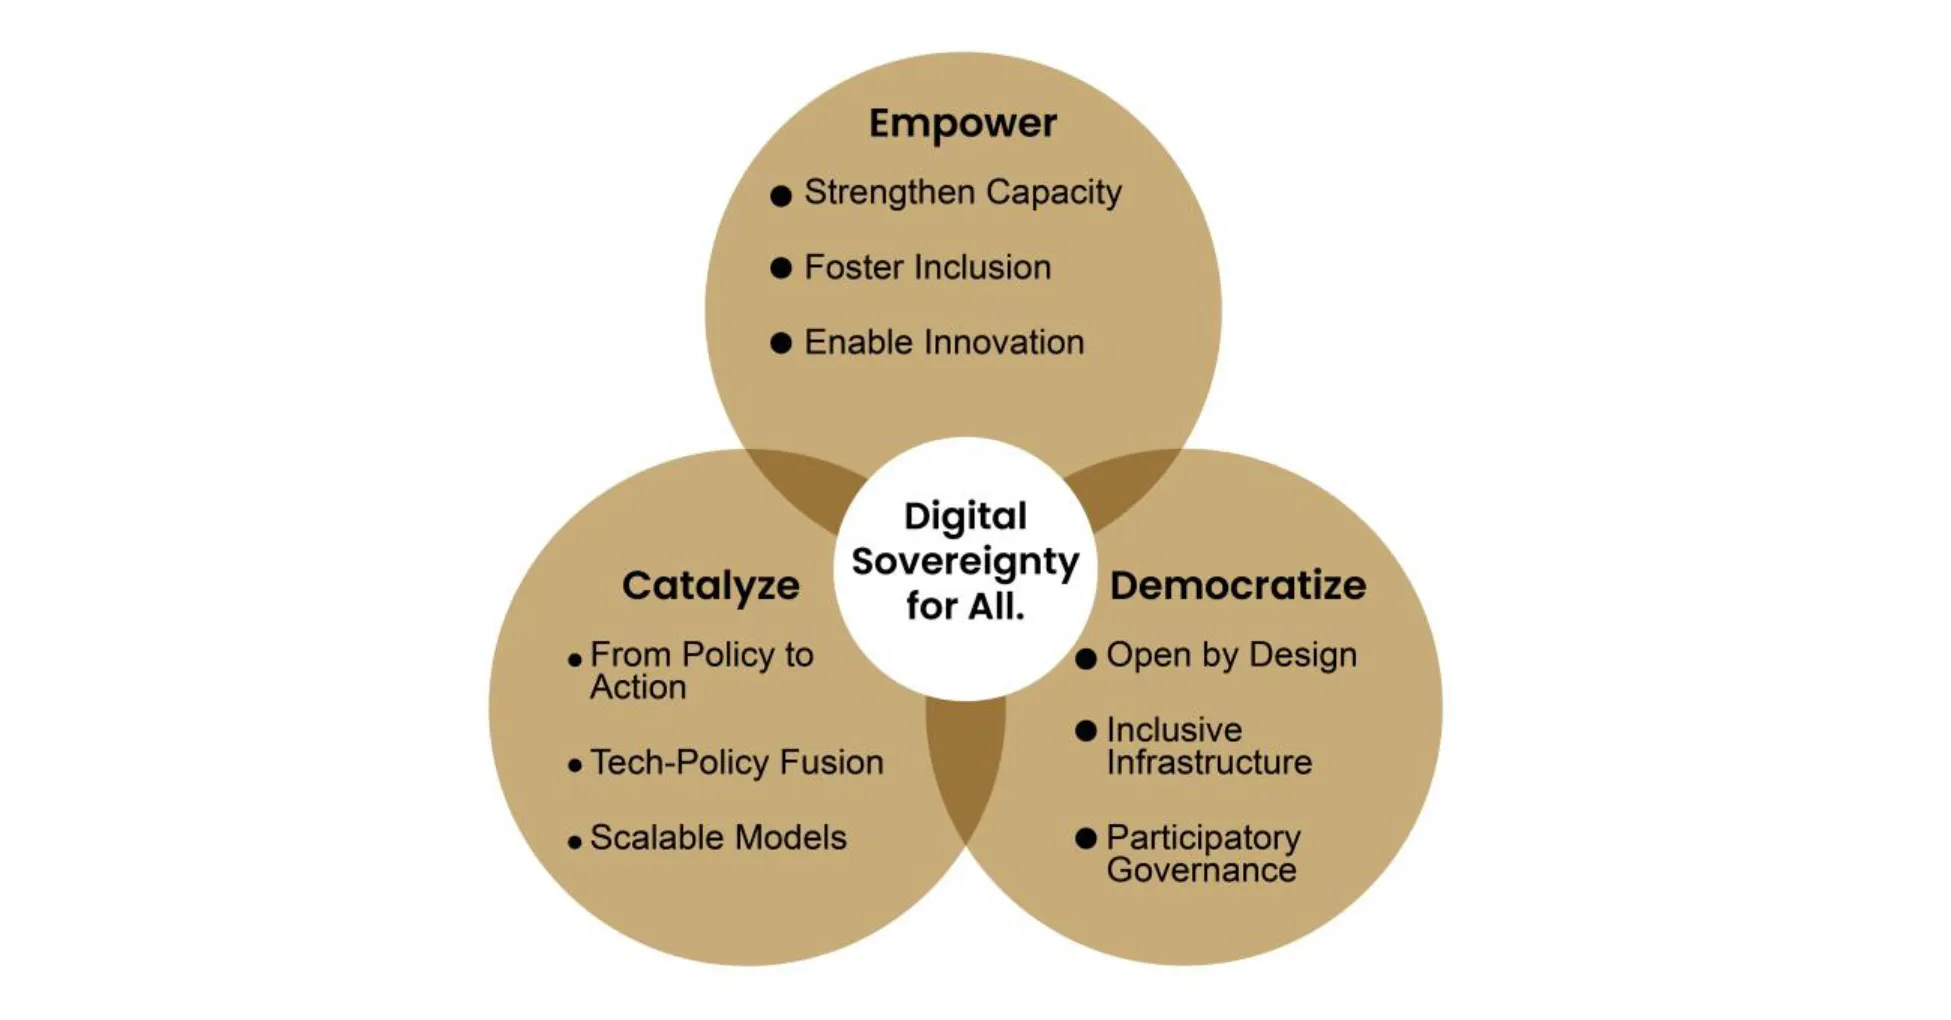 Empower
● Strengthen Capacity
● Foster Inclusion
● Enable Innovation
Digital
Sovereignty
for All.
Catalyze
● From Policy to
Action
● Tech-Policy Fusion
● Scalable Models
Democratize
● Open by Design
● Inclusive
Infrastructure
● Participatory
Governance